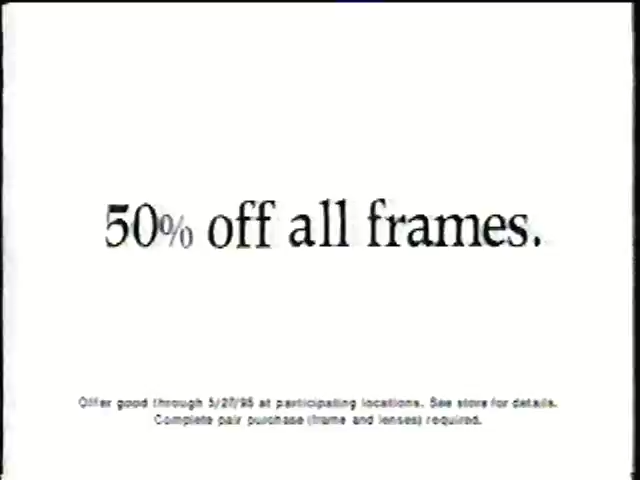 50% off all frames.
Offer good through 5/27/95 at participating locations. See store for details.
Complete pair purchase (frame and lenses) required.